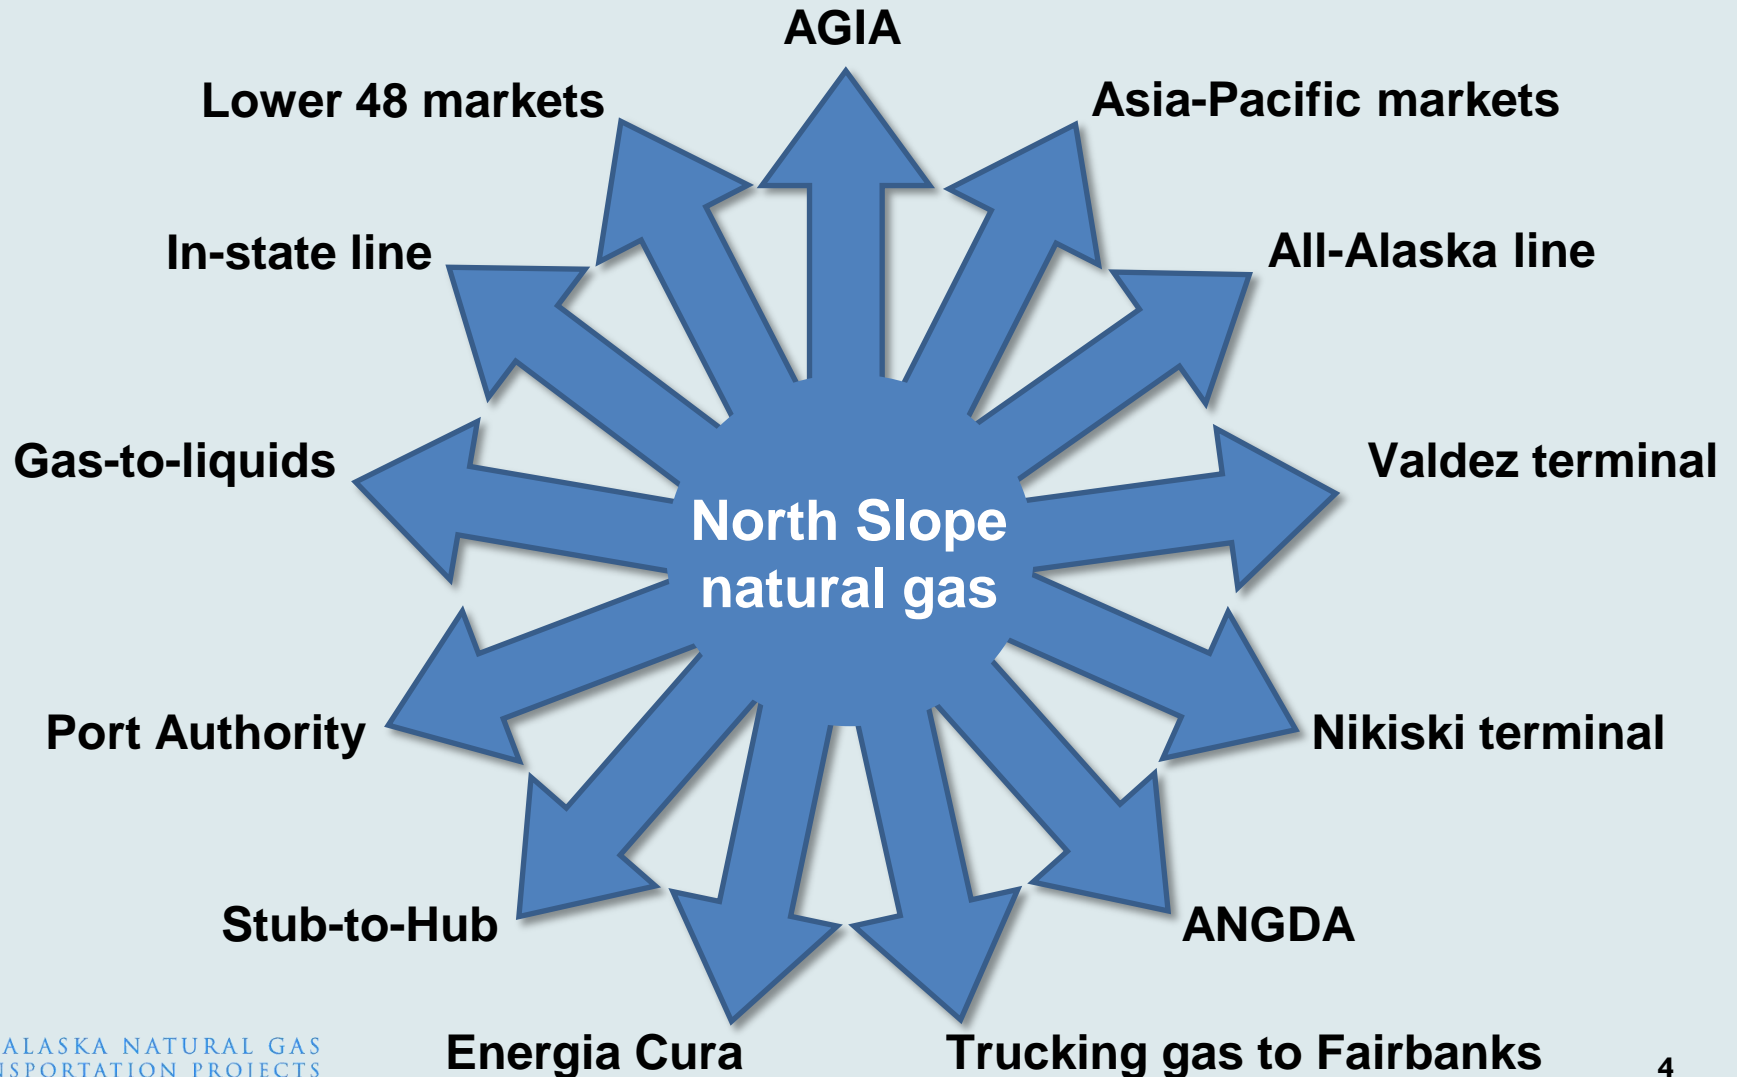 AGIA
Lower 48 markets
Asia-Pacific markets
In-state line
All-Alaska line
Gas-to-liquids
Valdez terminal
North Slope
natural gas
Port Authority
Nikiski terminal
Stub-to-Hub
ANGDA
Energia Cura
Trucking gas to Fairbanks
ALASKA NATURAL GAS
PROJECTS
4